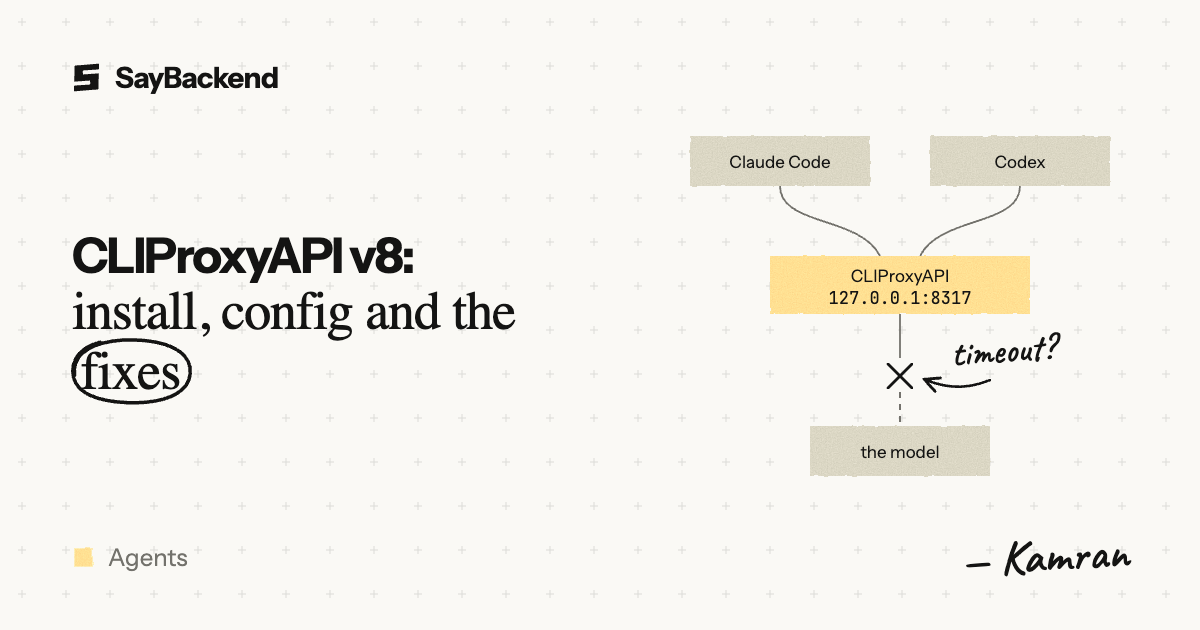 SayBackend
CLIProxyAPI v8:
install, config and the
fixes
Claude Code
Codex
CLIProxyAPI
127.0.0.1:8317
timeout?
the model
Agents
– Kamran